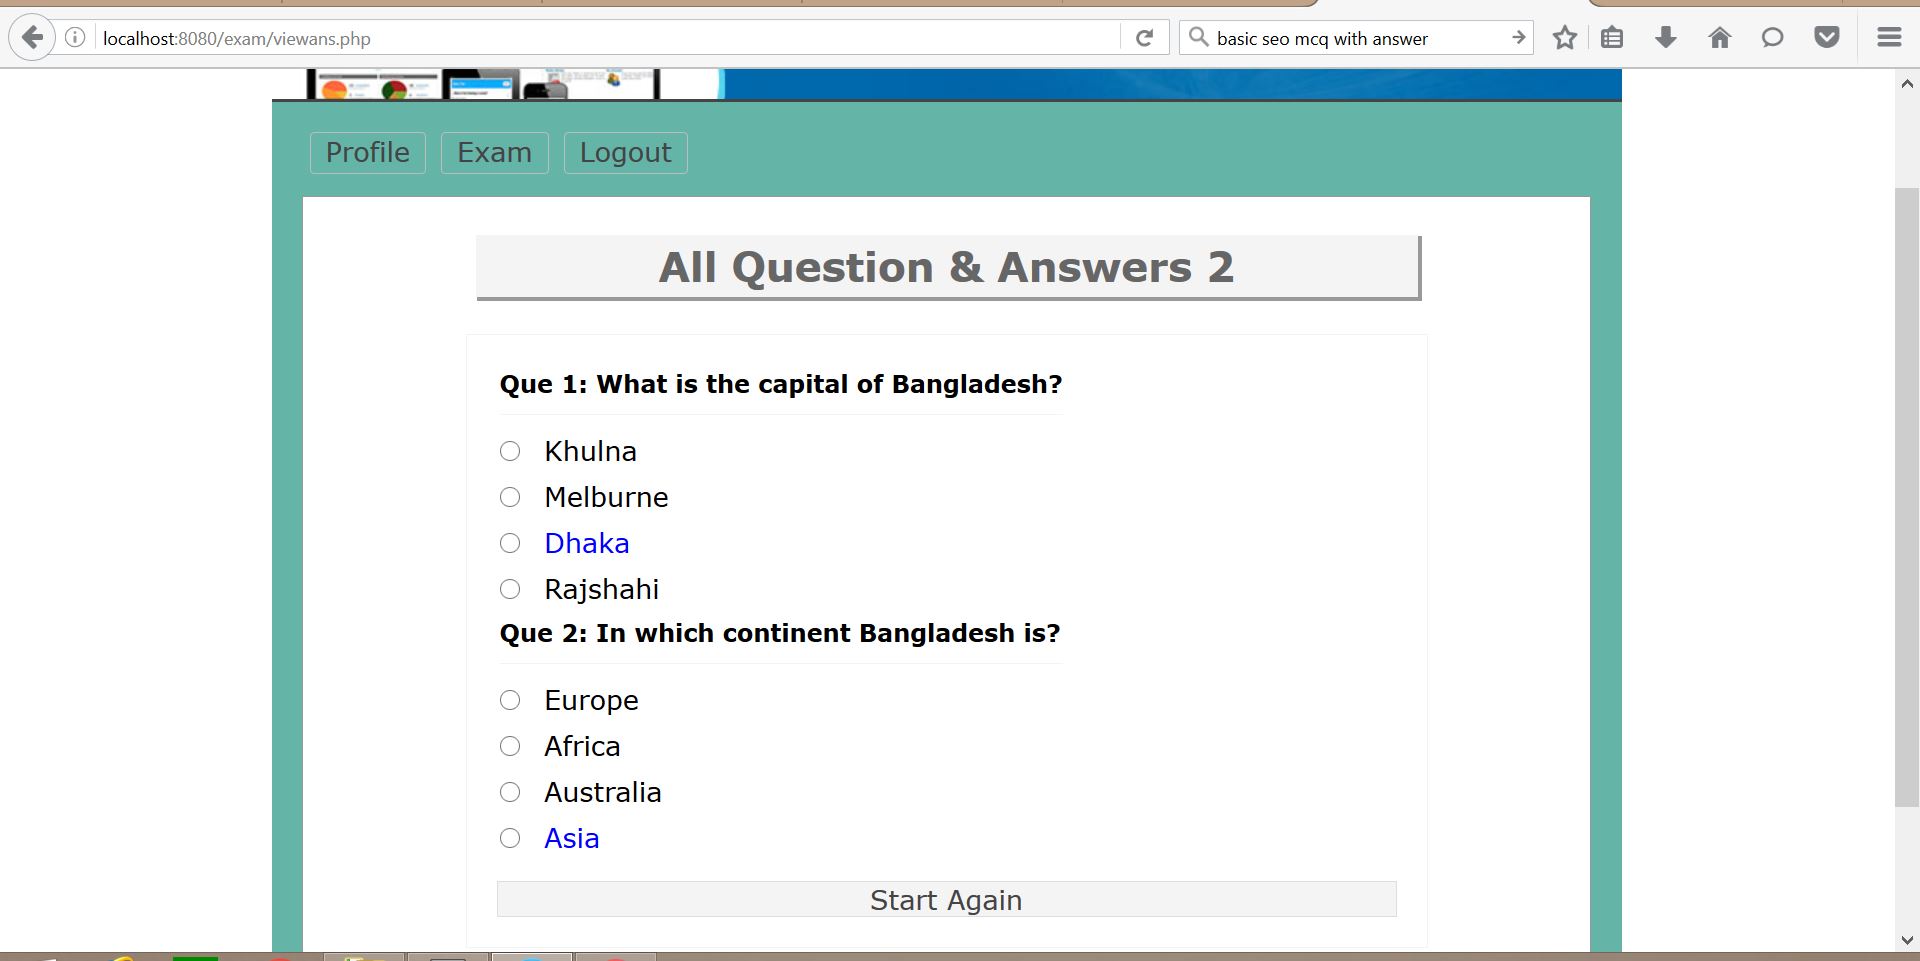 localhost:8080/exam/viewans.php
basic seo mcq with answer
Profile Exam Logout
All Question & Answers 2
Que 1: What is the capital of Bangladesh?
Khulna
Melburne
Dhaka
Rajshahi
Que 2: In which continent Bangladesh is?
Europe
Africa
Australia
Asia
Start Again